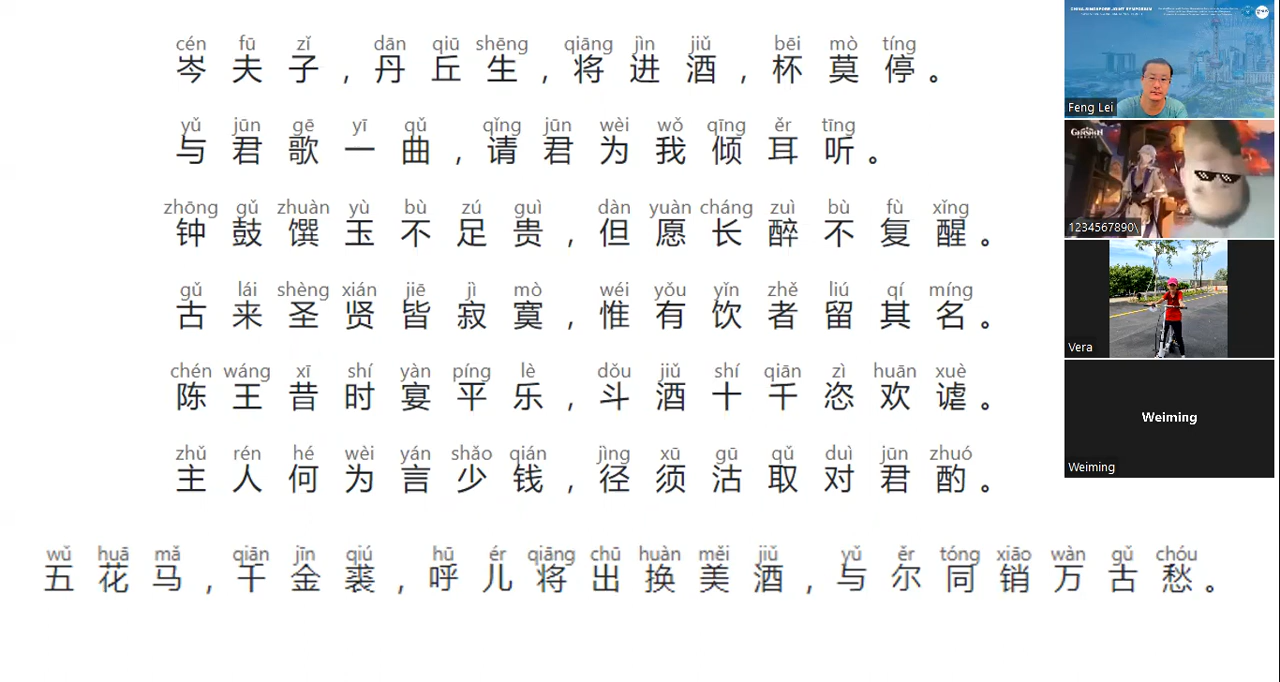 cén fū zǐ dān qiū shēng qiāng jìn jiǔ bēi mò tíng
岑夫子，丹丘生，将进酒，杯莫停。
yǔ jūn gē yī qǔ qǐng jūn wèi wǒ qīng ěr tīng
与君歌一曲，请君为我倾耳听。
zhōng gǔ zhuàn yù bù zú guì dàn yuàn cháng zuì bù fù xǐng
钟鼓馔玉不足贵，但愿长醉不复醒。
gǔ lái shèng xián jiē jì mò wéi yǒu yǐn zhě liú qí míng
古来圣贤皆寂寞，惟有饮者留其名。
chén wáng xī shí yàn píng lè dǒu jiǔ shí qiān zì huān xuè
陈王昔时宴平乐，斗酒十千恣欢谑。
zhǔ rén hé wèi yán shǎo qián jìng xū gū qǔ duì jūn zhuó
主人何为言少钱，径须沽取对君酌。
wǔ huā mǎ qiān jīn qiú hū ér qiāng chū huàn měi jiǔ yǔ ěr tóng xiāo wàn gǔ chóu
五花马，千金裘，呼儿将出换美酒，与尔同销万古愁。
CHINA-SINGAPORE JOINT SYMPOSIUM
Feng Lei
GENSHIN
1234567890\
Vera
Weiming
Weiming